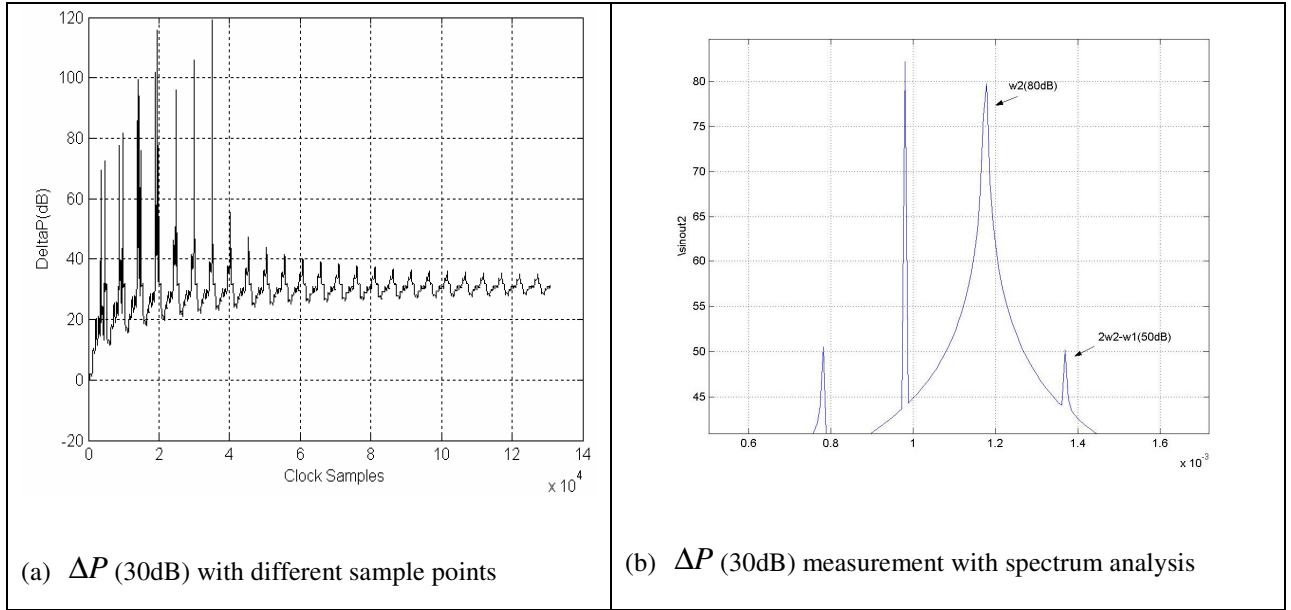 120
100
80
60
40
20
0
-20
DeltaP(dB)
0 2 4 6 8 10 12 14
Clock Samples
x 10^4
(a) ΔP (30dB) with different sample points
80
75
70
65
60
55
50
45
\sinout2
w2(80dB)
2w2-w1(50dB)
0.6 0.8 1 1.2 1.4 1.6
x 10^-3
(b) ΔP (30dB) measurement with spectrum analysis